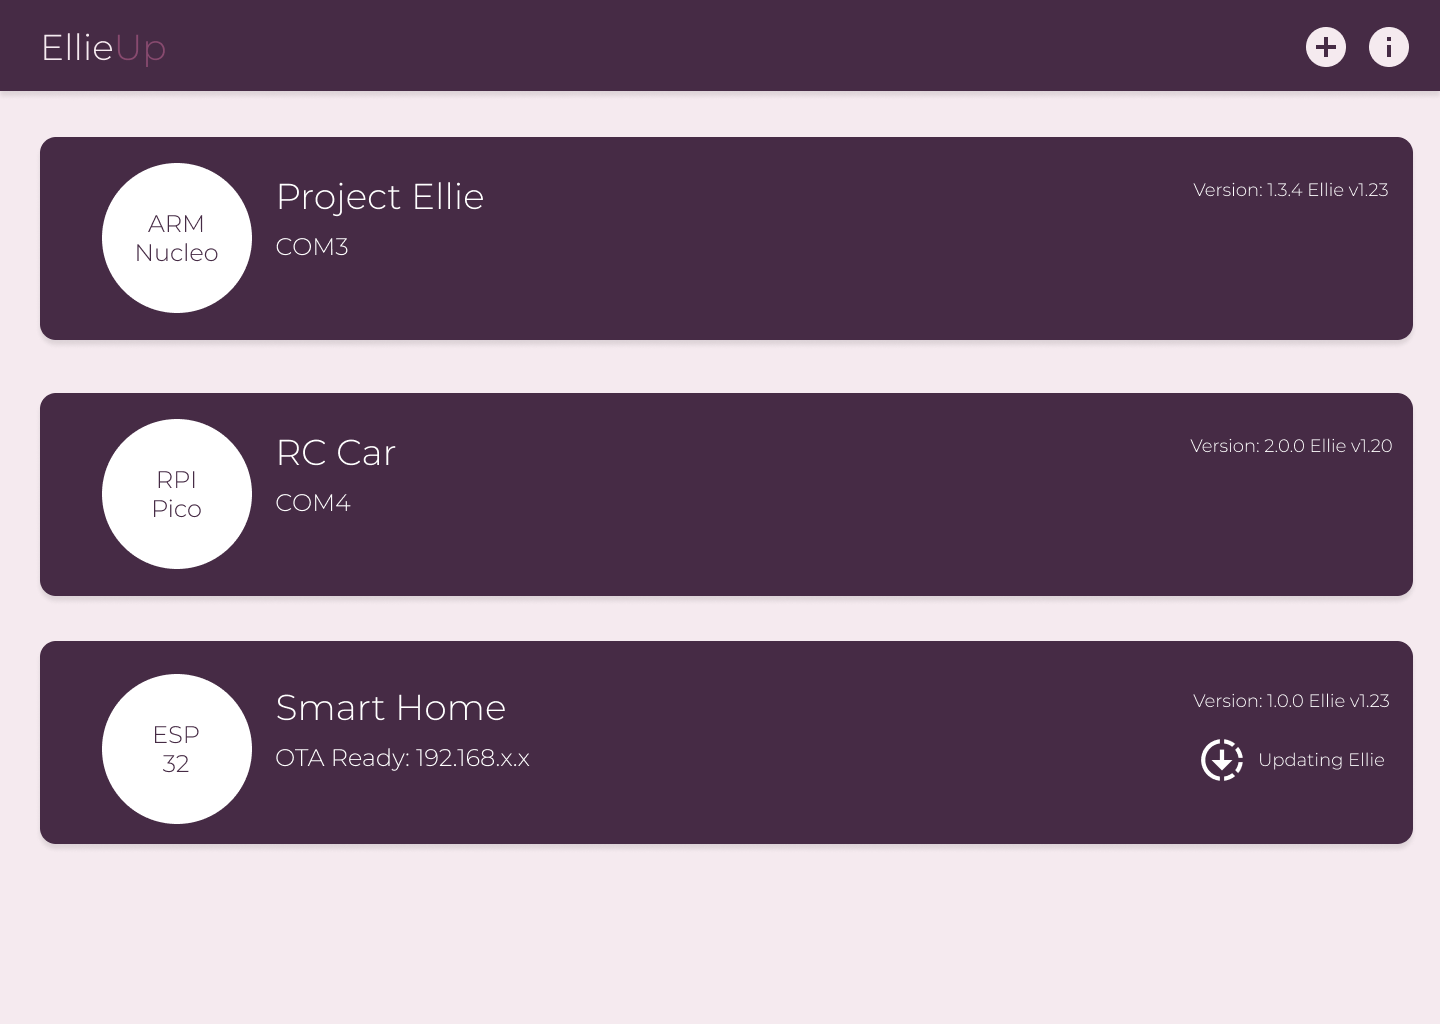 EllieUp
Project Ellie
Version: 1.3.4 Ellie v1.23
ARM
Nucleo
COM3
RC Car
Version: 2.0.0 Ellie v1.20
RPI
Pico
COM4
Smart Home
Version: 1.0.0 Ellie v1.23
ESP
32
OTA Ready: 192.168.x.x
Updating Ellie